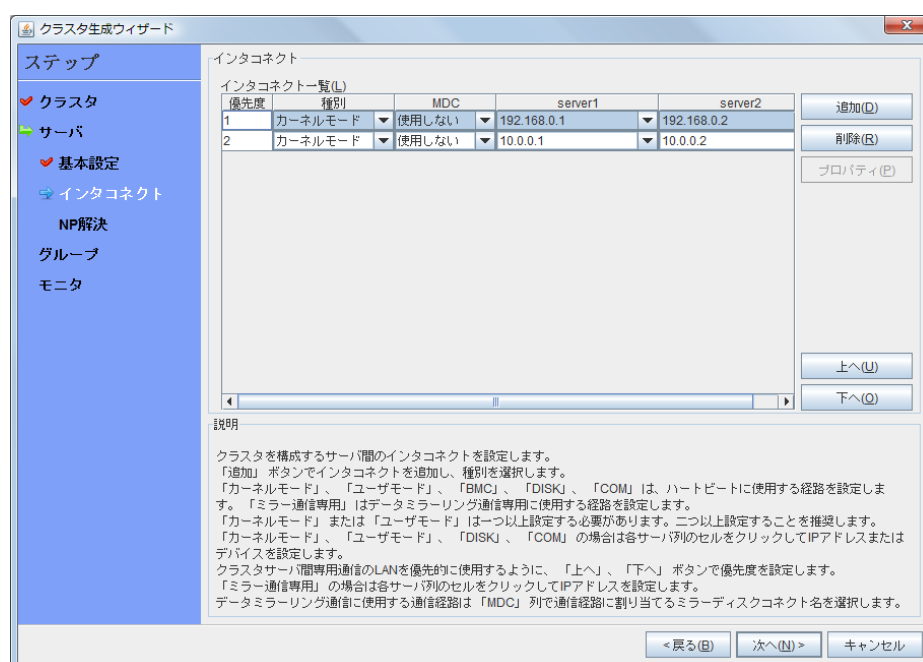 クラスタ生成ウィザード
ステップ
クラスタ
サーバ
基本設定
インタコネクト
NP解決
グループ
モニタ
インタコネクト
インタコネクト一覧(L)
優先度 種別 MDC server1 server2
1 カーネルモード 使用しない 192.168.0.1 192.168.0.2
2 カーネルモード 使用しない 10.0.0.1 10.0.0.2
追加(D)
削除(R)
プロパティ(P)
上へ(U)
下へ(O)
説明
クラスタを構成するサーバ間のインタコネクトを設定します。
「追加」 ボタンでインタコネクトを追加し、種別を選択します。
「カーネルモード」、 「ユーザモード」、 「BMC」、 「DISK」、 「COM」 は、ハートビートに使用する経路を設定しま
す。 「ミラー通信専用」 はデータミラーリング通信専用に使用する経路を設定します。
「カーネルモード」 または 「ユーザモード」 は一つ以上設定する必要があります。二つ以上設定することを推奨します。
「カーネルモード」、 「ユーザモード」、 「DISK」、 「COM」 の場合は各サーバ列のセルをクリックしてIPアドレスまたは
デバイスを設定します。
クラスタサーバ間専用通信のLANを優先的に使用するように、 「上へ」、 「下へ」 ボタンで優先度を設定します。
「ミラー通信専用」 の場合は各サーバ列のセルをクリックしてIPアドレスを設定します。
データミラーリング通信に使用する通信経路は 「MDC」 列で通信経路に割り当てるミラーディスクコネクト名を選択します。
<戻る(B) 次へ(N)> キャンセル